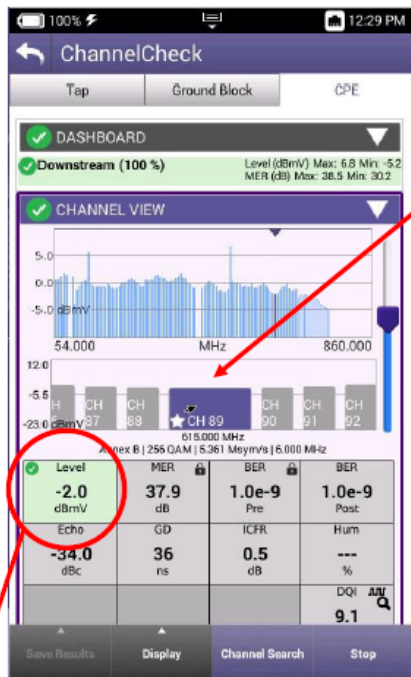 100% 12:29 PM
ChannelCheck
Tap Ground Block CPE
DASHBOARD
Downstream (100 %) Level (dBmV) Max: 6.8 Min: -5.2
MER (dB) Max: 38.5 Min: 30.2
CHANNEL VIEW
5.0
0.0
-5.0 dBmV
54.000 MHz 860.000
12.0
-5.5
CH CH CH CH CH CH
87 88 CH 89 90 91 92
-23.0 dBmV
615.000 MHz
Annex B | 256 QAM | 5.361 Msym/s | 6.000 MHz
Level MER BER BER
-2.0 37.9 1.0e-9 1.0e-9
dBmV dB Pre Post
Echo GD ICFR Hum
-34.0 36 0.5 ---
dBc ns dB %
DQI
9.1
Save Results Display Channel Search Stop